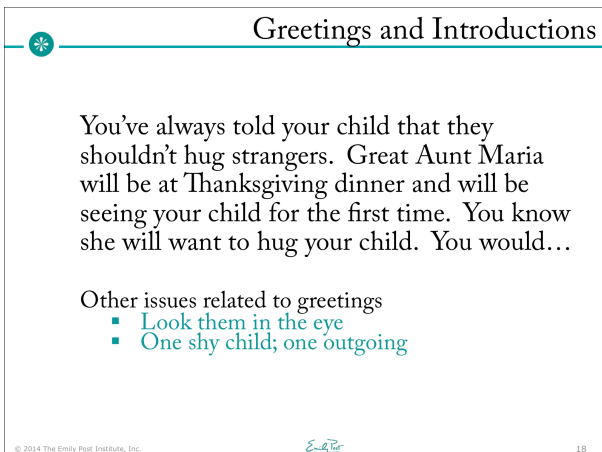 Greetings and Introductions
You’ve always told your child that they
shouldn’t hug strangers.  Great Aunt Maria
will be at Thanksgiving dinner and will be
seeing your child for the first time.  You know
she will want to hug your child.  You would…
Other issues related to greetings
▪ Look them in the eye
▪ One shy child; one outgoing
© 2014 The Emily Post Institute, Inc.
Emily Post
18